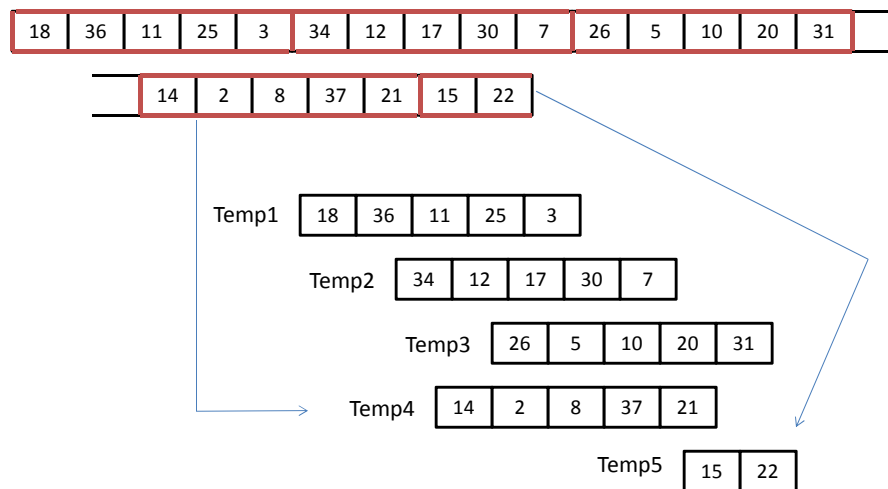 18 36 11 25 3 34 12 17 30 7 26 5 10 20 31
14 2 8 37 21 15 22
Temp1 18 36 11 25 3
Temp2 34 12 17 30 7
Temp3 26 5 10 20 31
Temp4 14 2 8 37 21
Temp5 15 22